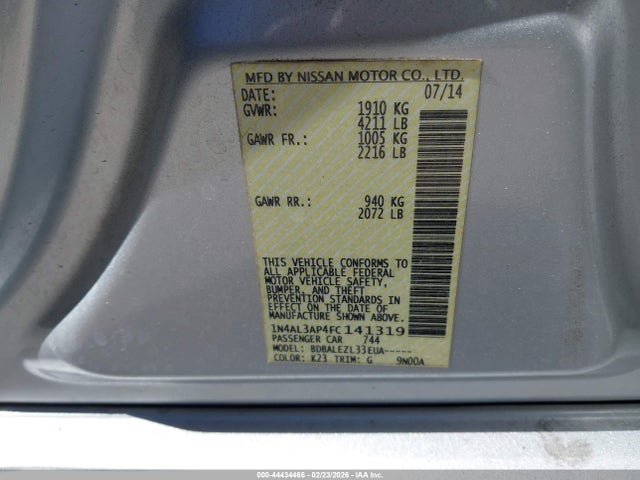 MFD BY NISSAN MOTOR CO., LTD.
DATE: 07/14
GVWR: 1910 KG
4211 LB
GAWR FR.: 1005 KG
2216 LB
GAWR RR.: 940 KG
2072 LB
THIS VEHICLE CONFORMS TO
ALL APPLICABLE FEDERAL
MOTOR VEHICLE SAFETY,
BUMPER, AND THEFT
PREVENTION STANDARDS IN
EFFECT ON THE DATE OF
MANUFACTURE SHOWN ABOVE.
1N4AL3AP4FC141319
PASSENGER CAR 744
MODEL: BDBALEZL33EUA-----
COLOR: K23 TRIM: G 9N00A
000-44434466 - 02/23/2026 - IAA Inc.